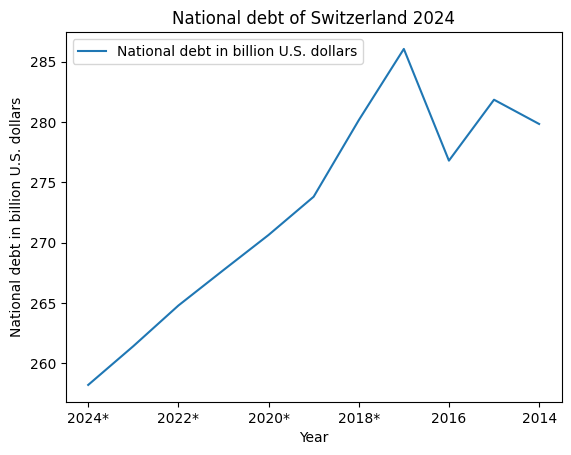 National debt of Switzerland 2024
National debt in billion U.S. dollars
National debt in billion U.S. dollars
285
280
275
270
265
260
2024* 2022* 2020* 2018* 2016 2014
Year